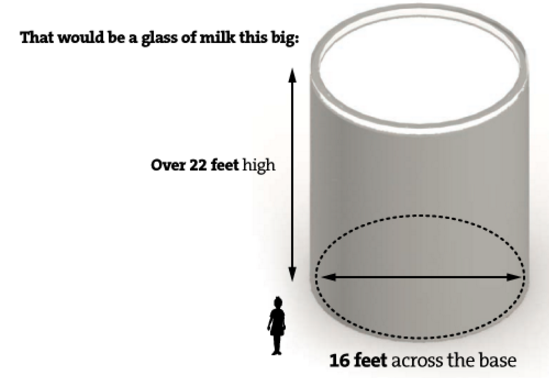 That would be a glass of milk this big:
Over 22 feet high
16 feet across the base